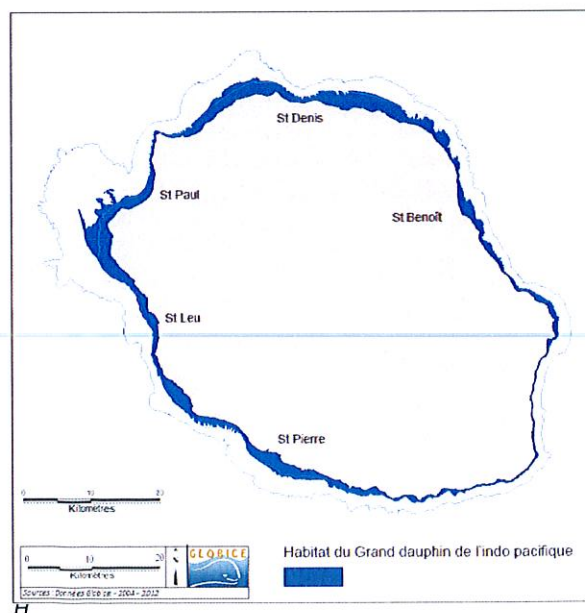 St Denis
St Paul
St Benoît
St Leu
St Pierre
0 10 20
Kilomètres
0 10 20
Kilomètres
GLOBICE
Sources : Données Globice - 2004 - 2012
Habitat du Grand dauphin de l'indo pacifique
H